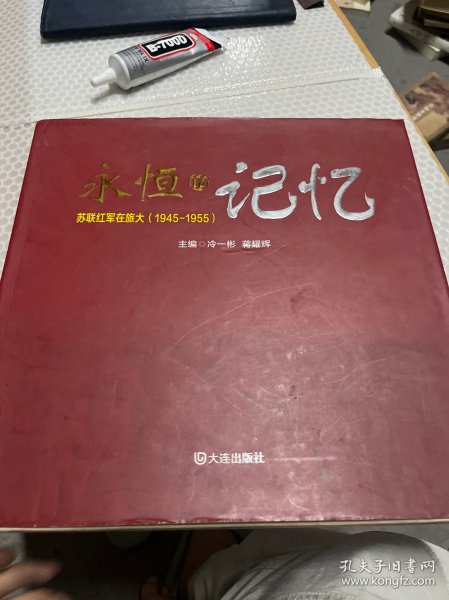 B-7000
永恒的记忆
苏联红军在旅大（1945-1955）
主编□冷一彬 蒋耀辉
大连出版社
孔夫子旧书网
www.kongfz.com